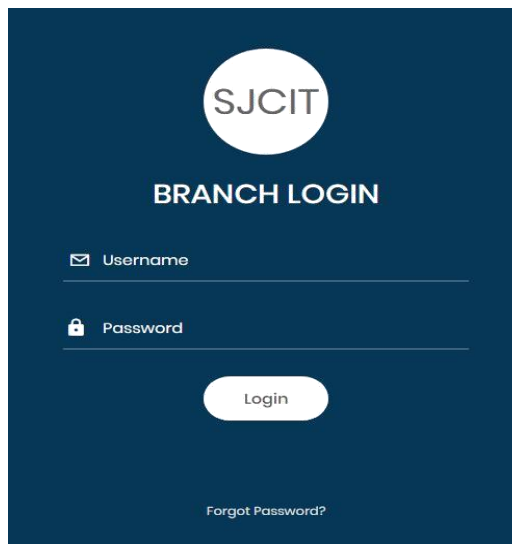 SJCIT
BRANCH LOGIN
Username
Password
Login
Forgot Password?